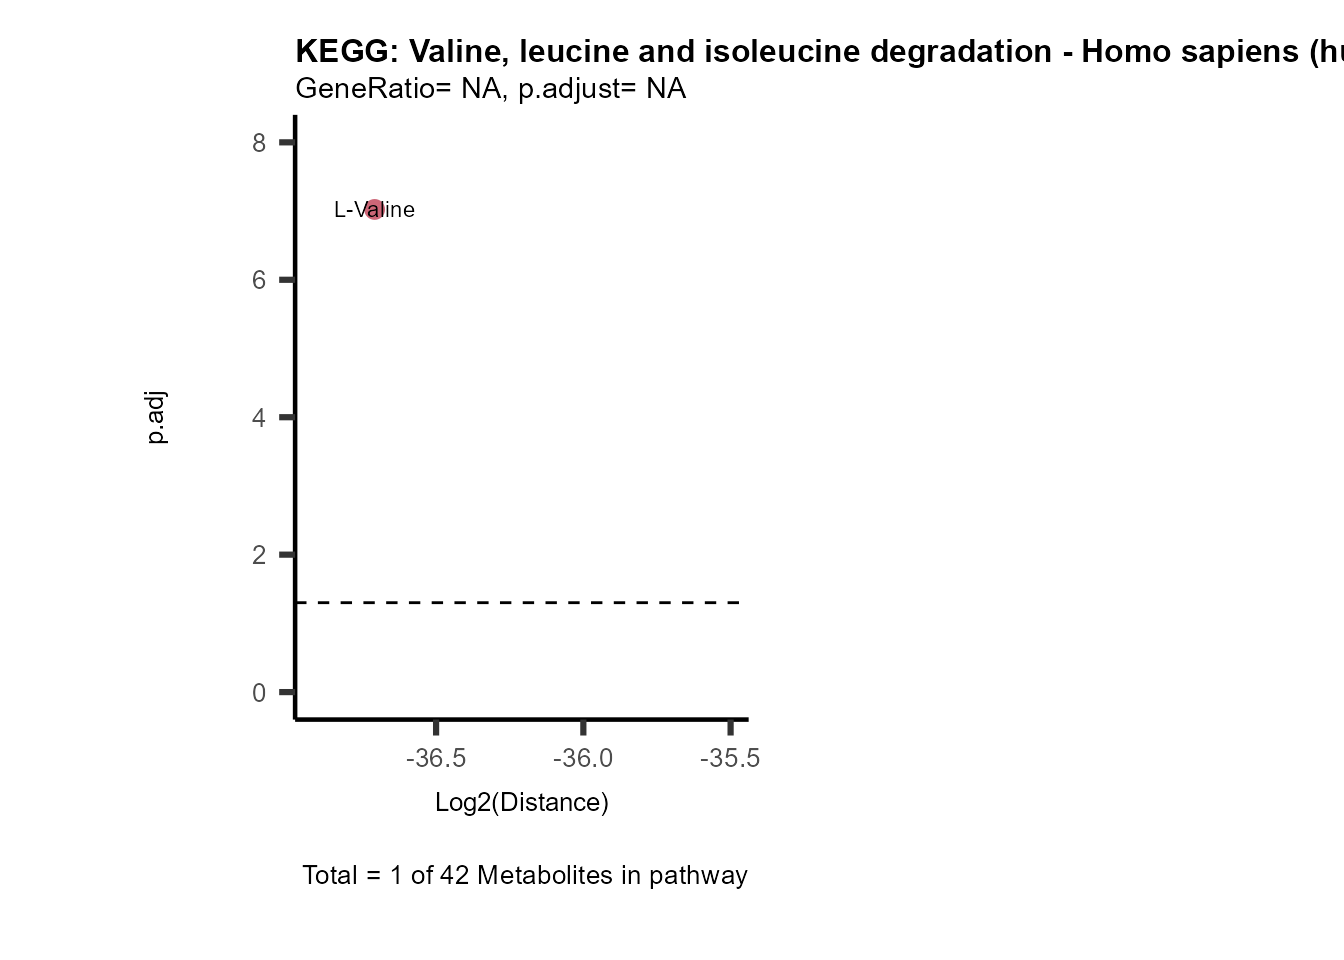 KEGG: Valine, leucine and isoleucine degradation - Homo sapiens
GeneRatio= NA, p.adjust= NA
8
L-Valine
6
p.adj
4
2
0
-36.5 -36.0 -35.5
Log2(Distance)
Total = 1 of 42 Metabolites in pathway